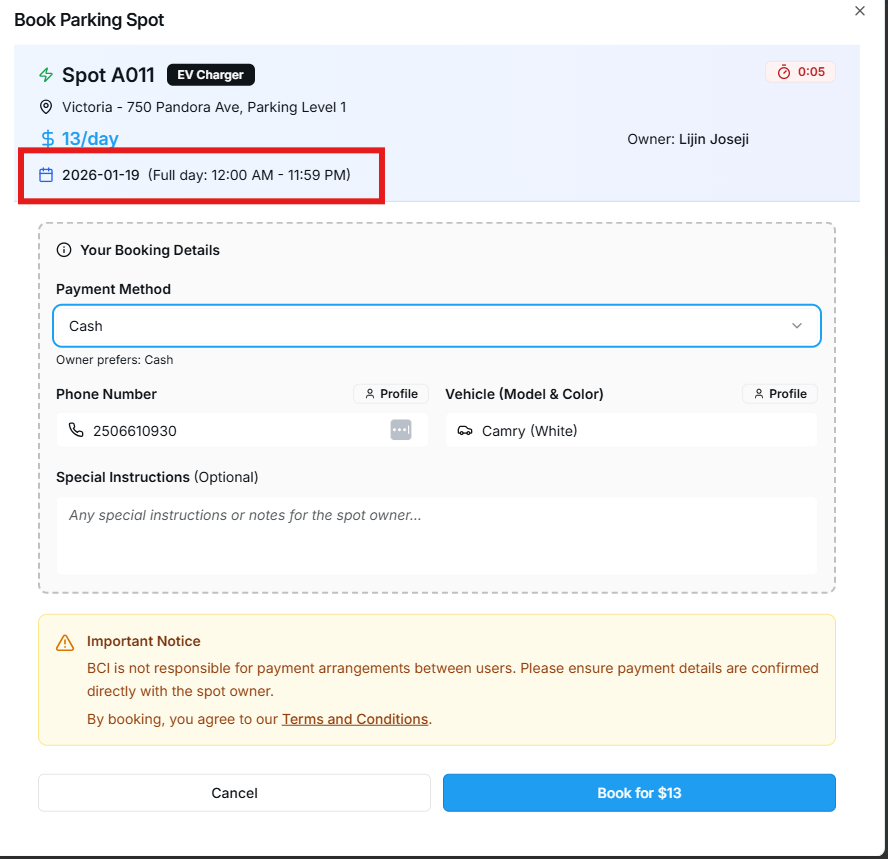 Book Parking Spot
Spot A011 EV Charger 0:05
Victoria - 750 Pandora Ave, Parking Level 1
$ 13/day
Owner: Lijin Joseji
2026-01-19 (Full day: 12:00 AM - 11:59 PM)
Your Booking Details
Payment Method
Cash
Owner prefers: Cash
Phone Number Profile Vehicle (Model & Color) Profile
2506610930 Camry (White)
Special Instructions (Optional)
Any special instructions or notes for the spot owner...
Important Notice
BCI is not responsible for payment arrangements between users. Please ensure payment details are confirmed
directly with the spot owner.
By booking, you agree to our Terms and Conditions.
Cancel Book for $13